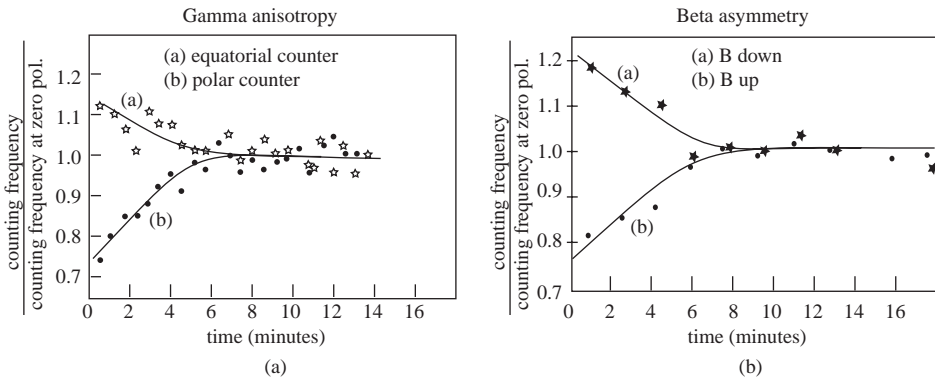 Gamma anisotropy
counting frequency
counting frequency at zero pol.
1.2
1.1
1.0
0.9
0.8
0.7
(a) equatorial counter
(b) polar counter
(a)
(b)
0 2 4 6 8 10 12 14 16
time (minutes)
(a)
Beta asymmetry
counting frequency
counting frequency at zero pol.
1.2
1.1
1.0
0.9
0.8
0.7
(a) B down
(b) B up
(a)
(b)
0 2 4 6 8 10 12 14 16
time (minutes)
(b)